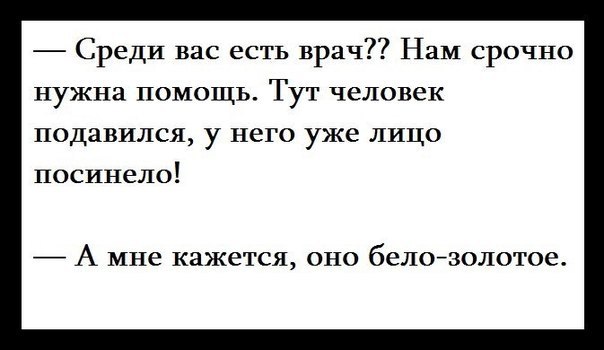 — Среди вас есть врач?? Нам срочно
нужна помощь. Тут человек
подавился, у него уже лицо
посинело!
— А мне кажется, оно бело-золотое.